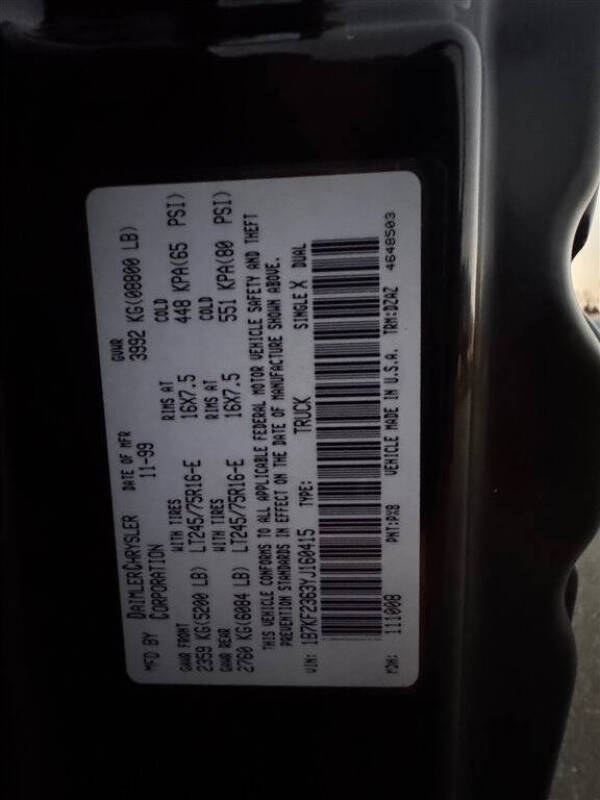 MFD BY DAIMLERCHRYSLER CORPORATION DATE OF MFR 11-99 GVWR 3992 KG(08800 LB)
GAWR FRONT WITH TIRES RIMS AT COLD
2359 KG(5200 LB) LT245/75R16-E 16X7.5 448 KPA(65 PSI)
GAWR REAR WITH TIRES RIMS AT COLD
2760 KG(6084 LB) LT245/75R16-E 16X7.5 551 KPA(80 PSI)
THIS VEHICLE CONFORMS TO ALL APPLICABLE FEDERAL MOTOR VEHICLE SAFETY AND THEFT
PREVENTION STANDARDS IN EFFECT ON THE DATE OF MANUFACTURE SHOWN ABOVE.
VIN: 1B7KF2363YJ160415 TYPE: TRUCK SINGLE X DUAL
MDH: 111008 PNT:PXB VEHICLE MADE IN U.S.A. TRM:DZAZ 4648503